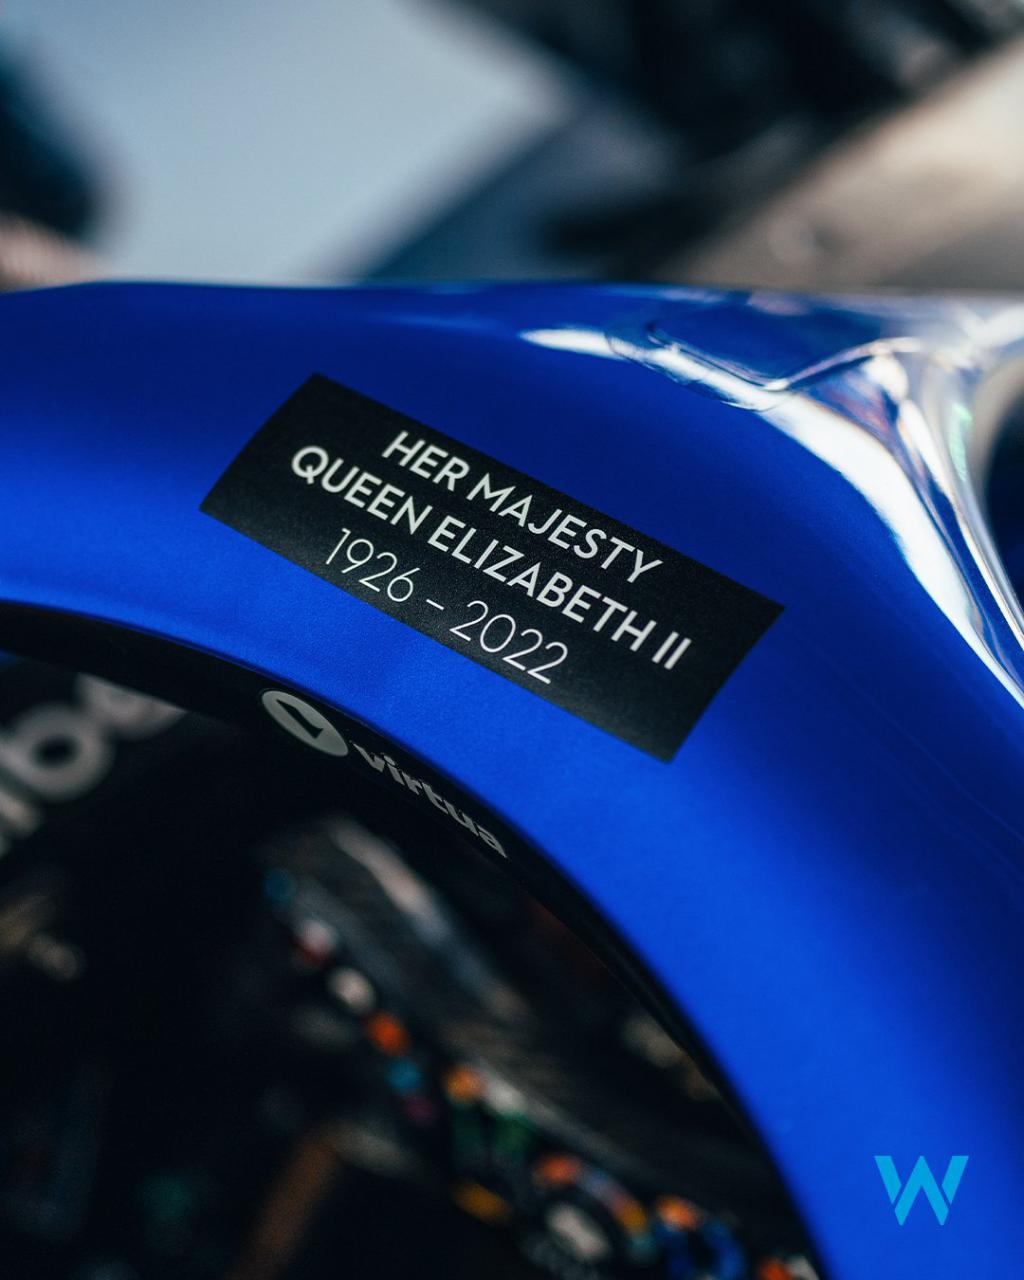 HER MAJESTY
QUEEN ELIZABETH II
1926 – 2022
virtua
W